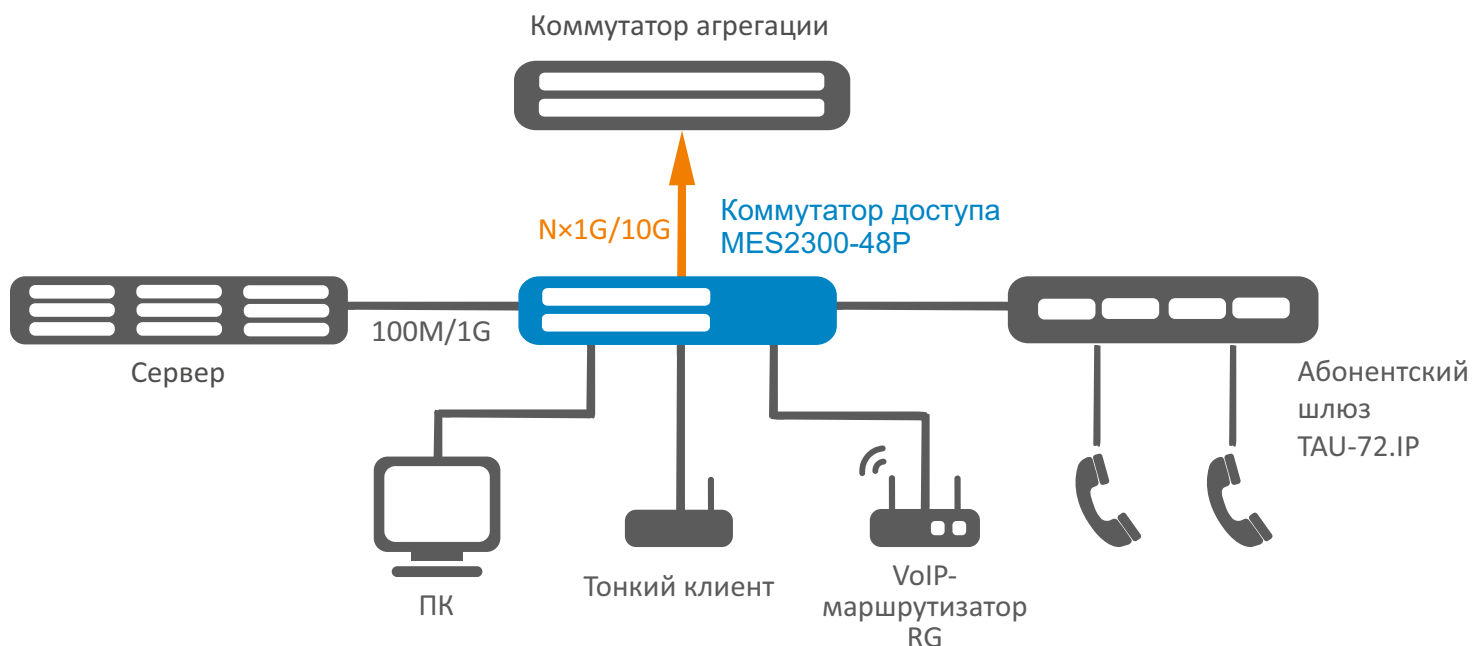 Коммутатор агрегации
N×1G/10G
Коммутатор доступа
MES2300-48P
100M/1G
Сервер
Абонентский
шлюз
TAU-72.IP
ПК
Тонкий клиент
VoIP-
маршрутизатор
RG